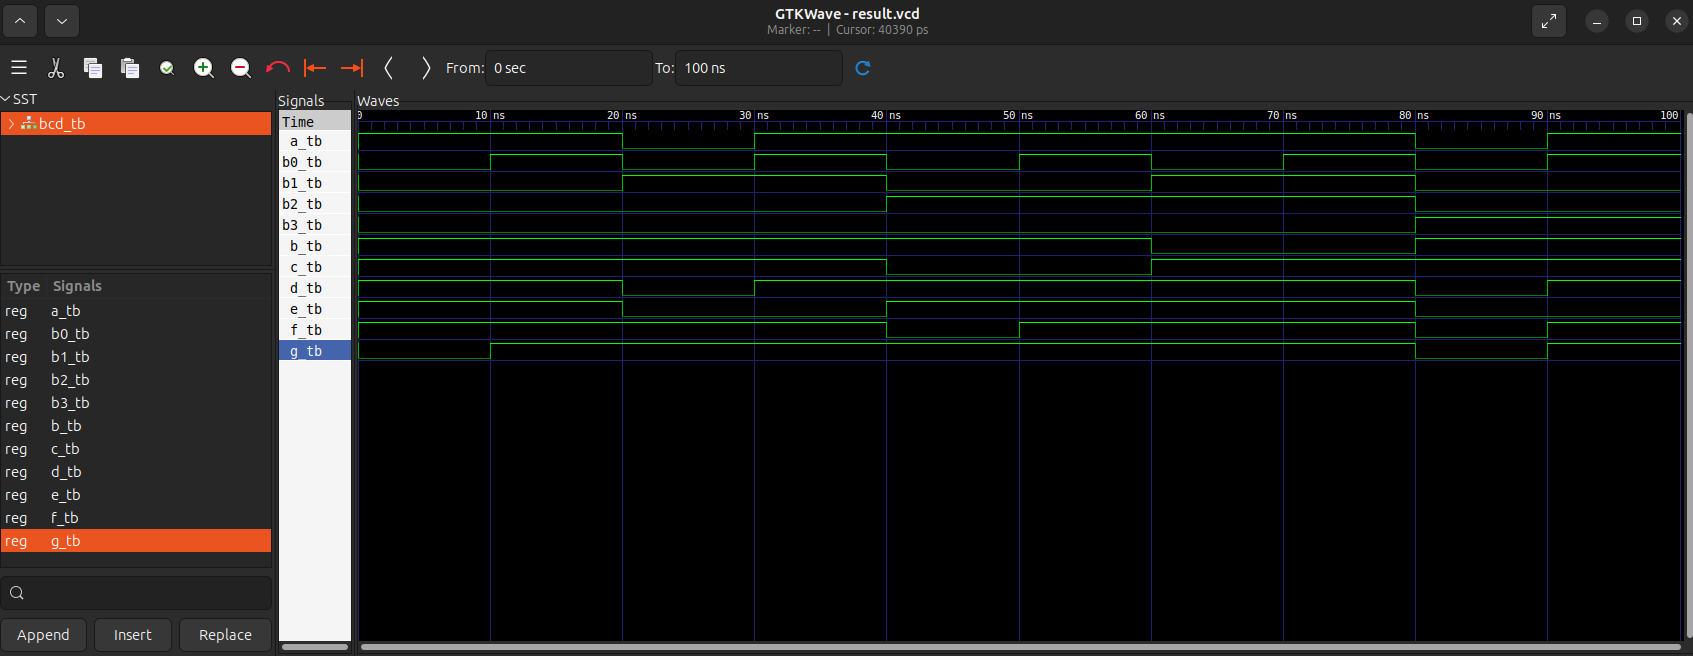 GTKWave - result.vcd
Marker: -- | Cursor: 40390 ps
From: 0 sec To: 100 ns
SST
bcd_tb
Type Signals
reg a_tb
reg b0_tb
reg b1_tb
reg b2_tb
reg b3_tb
reg b_tb
reg c_tb
reg d_tb
reg e_tb
reg f_tb
reg g_tb
Append Insert Replace
Signals
Time
a_tb
b0_tb
b1_tb
b2_tb
b3_tb
b_tb
c_tb
d_tb
e_tb
f_tb
g_tb
Waves
0 10 ns 20 ns 30 ns 40 ns 50 ns 60 ns 70 ns 80 ns 90 ns 100